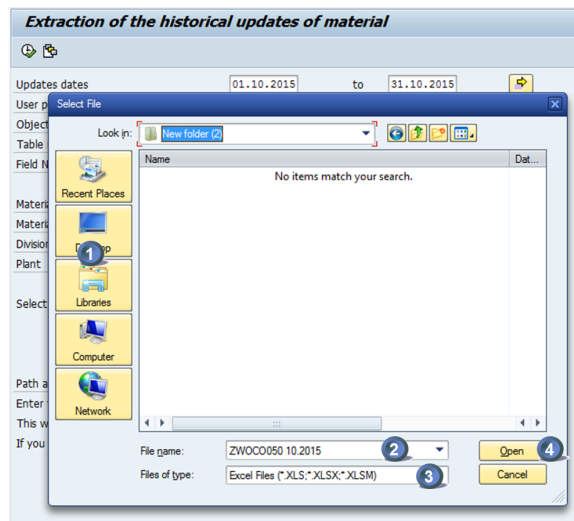 Extraction of the historical updates of material
Updates dates 01.10.2015 to 31.10.2015
User p
Select File
Object
Look in: New folder (2)
Table
Field N
Name Dat...
No items match your search.
Recent Places
Materia
Materia
Division
1
Plant
Libraries
Select
Computer
Path a
Enter
Network
This w
If you
File name: ZWOCO050 10.2015 2 Open 4
Files of type: Excel Files (*.XLS;*.XLSX;*.XLSM) 3 Cancel